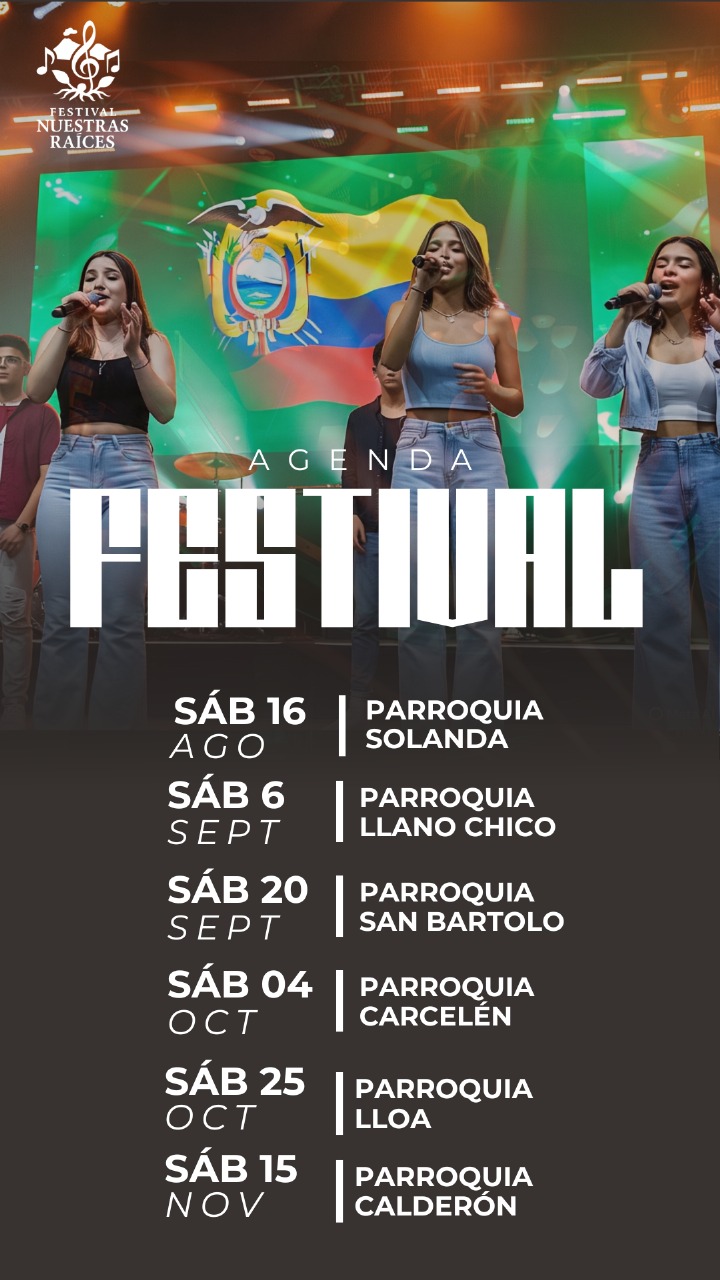 FESTIVAL
NUESTRAS
RAÍCES
AGENDA
FESTIVAL
SÁB 16
AGO
PARROQUIA
SOLANDA
SÁB 6
SEPT
PARROQUIA
LLANO CHICO
SÁB 20
SEPT
PARROQUIA
SAN BARTOLO
SÁB 04
OCT
PARROQUIA
CARCELÉN
SÁB 25
OCT
PARROQUIA
LLOA
SÁB 15
NOV
PARROQUIA
CALDERÓN